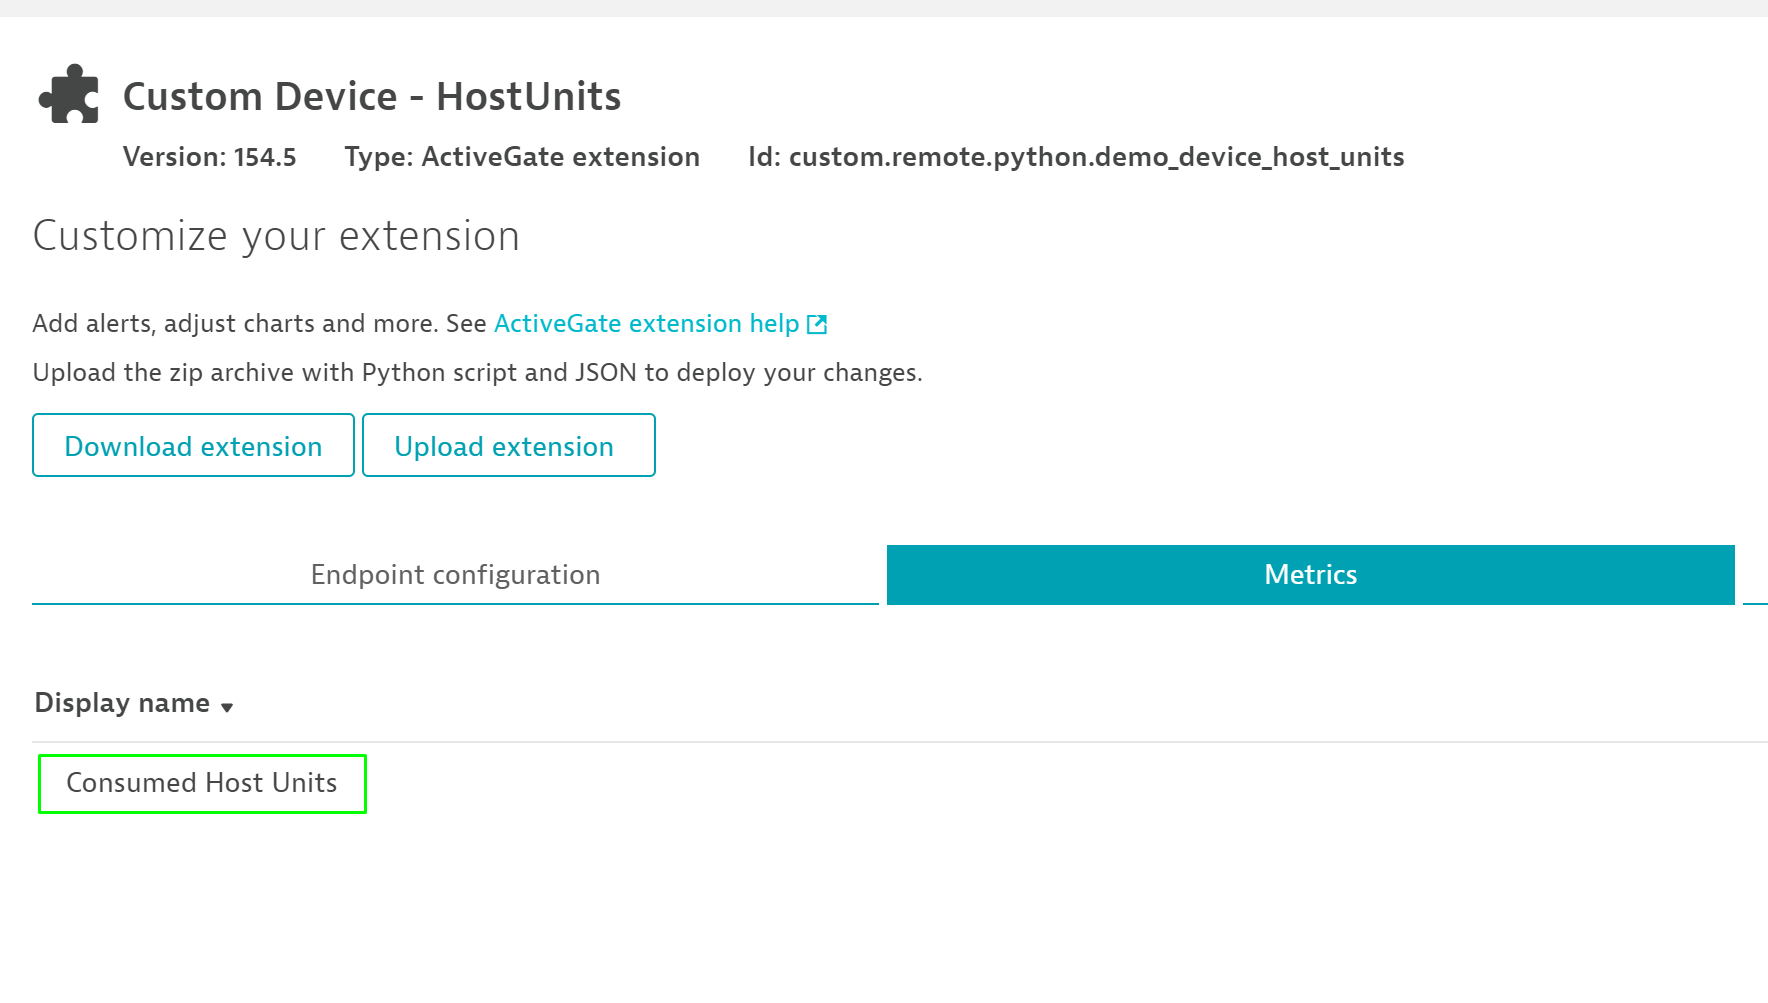 Custom Device - HostUnits
Version: 154.5 Type: ActiveGate extension Id: custom.remote.python.demo_device_host_units
Customize your extension
Add alerts, adjust charts and more. See ActiveGate extension help
Upload the zip archive with Python script and JSON to deploy your changes.
Download extension Upload extension
Endpoint configuration Metrics
Display name
Consumed Host Units